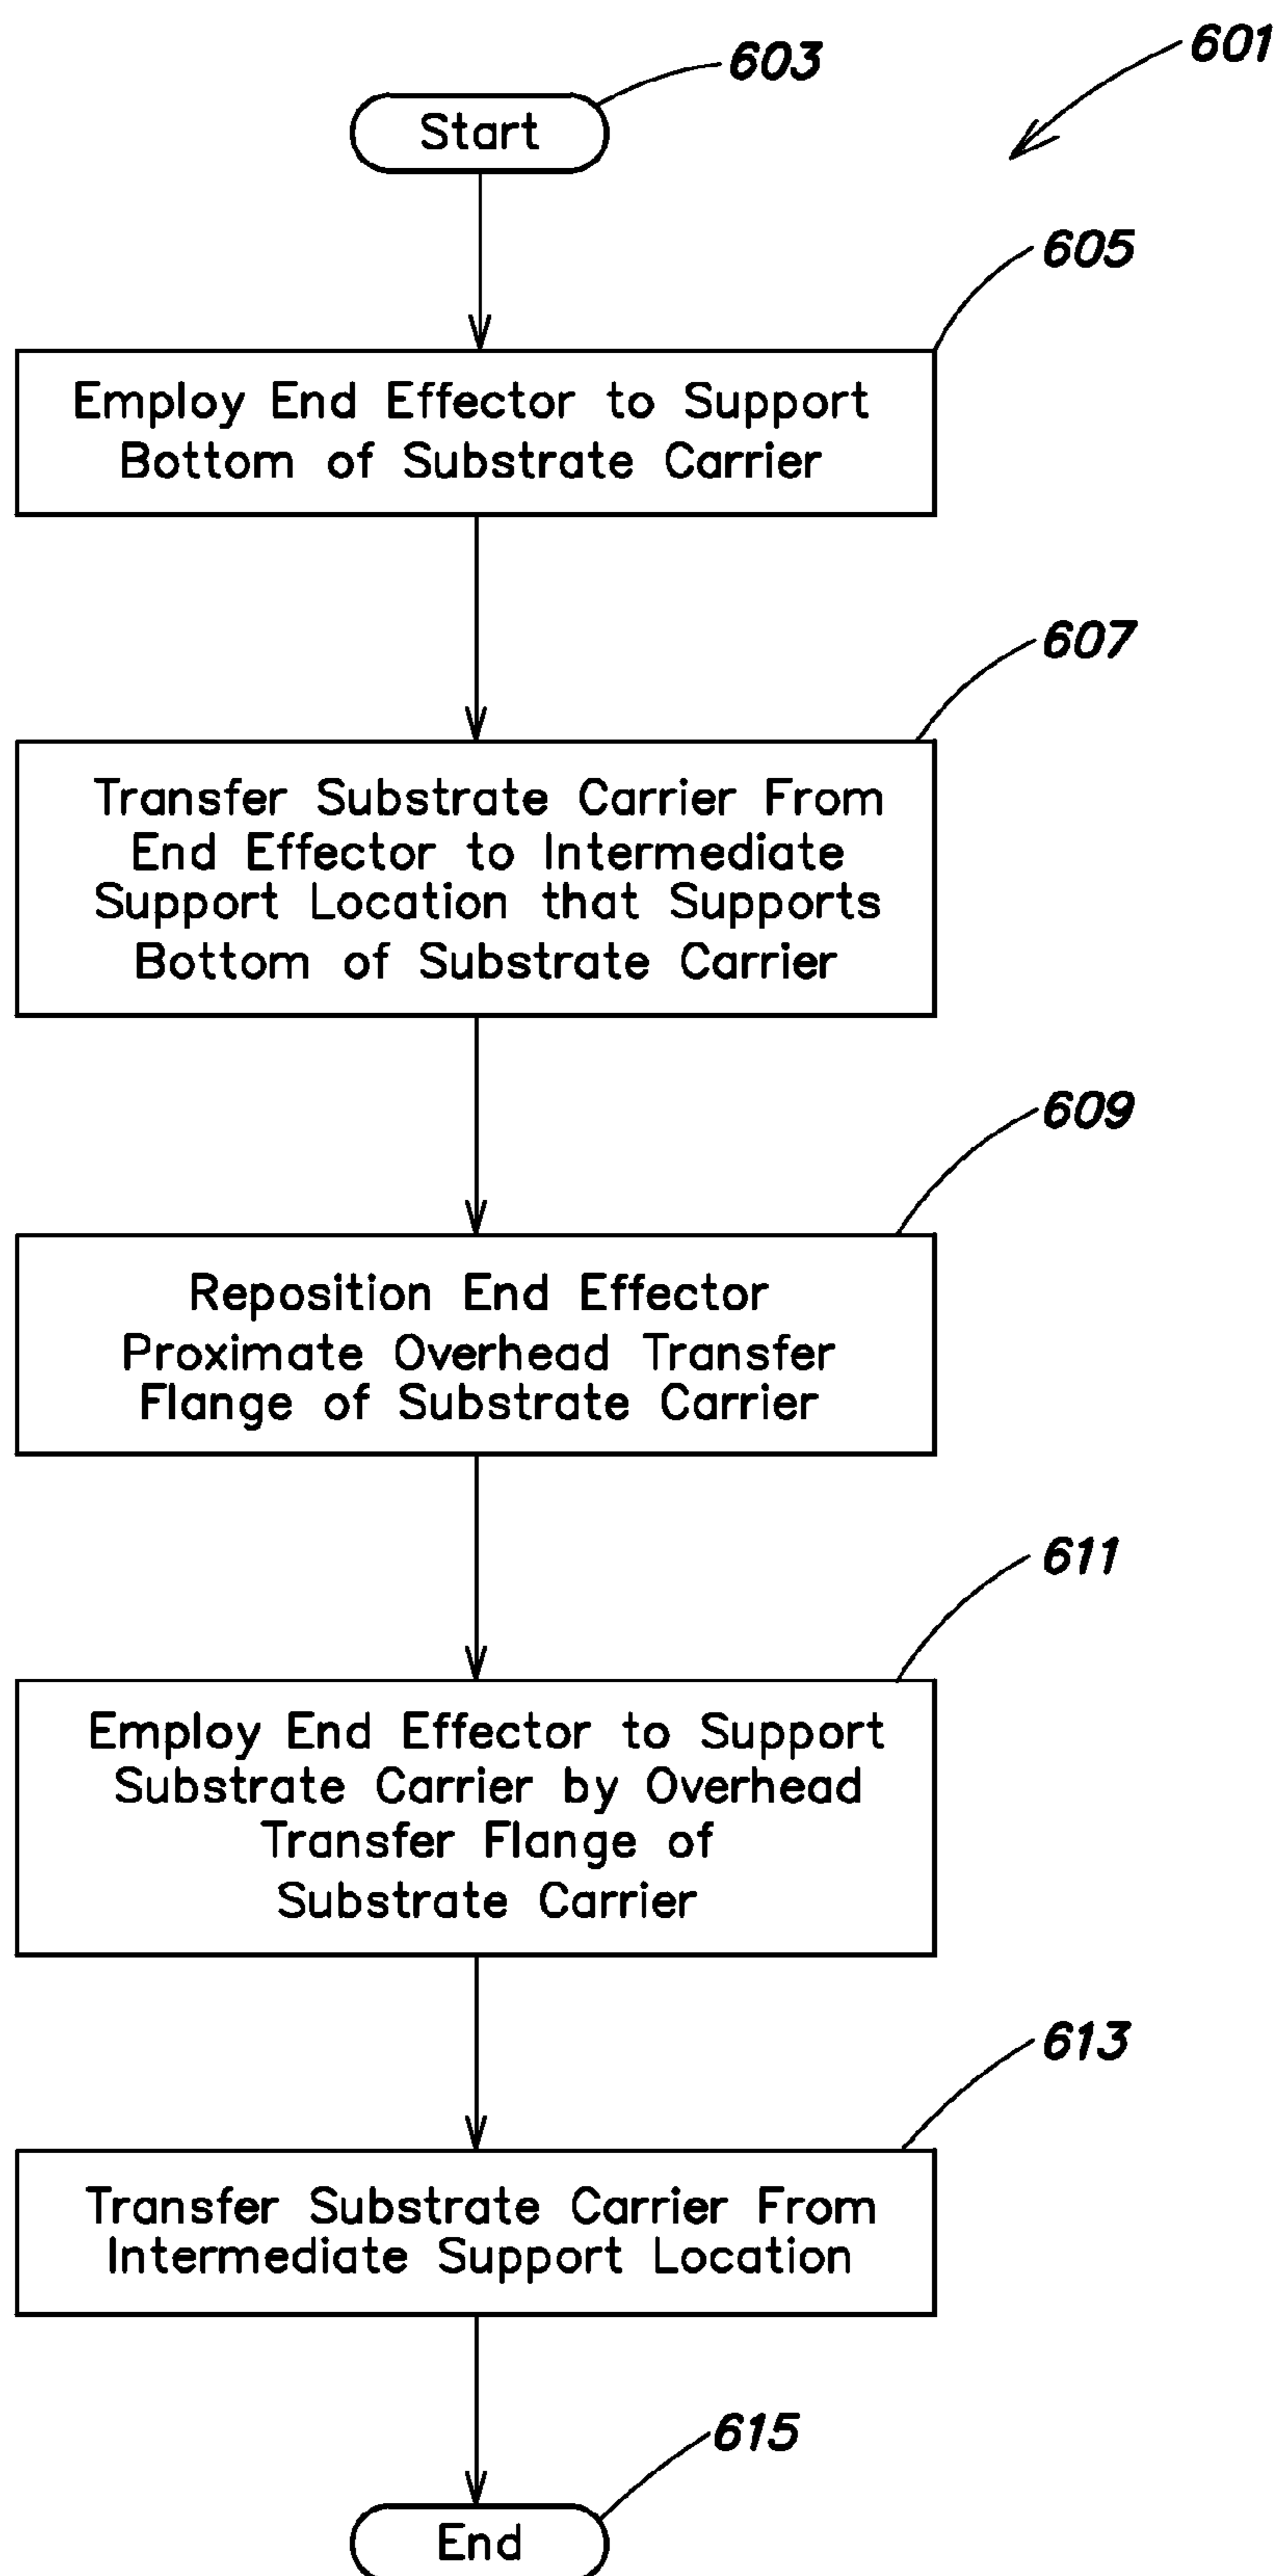 601
603
Start
605
Employ End Effector to Support
Bottom of Substrate Carrier
607
Transfer Substrate Carrier From
End Effector to Intermediate
Support Location that Supports
Bottom of Substrate Carrier
609
Reposition End Effector
Proximate Overhead Transfer
Flange of Substrate Carrier
611
Employ End Effector to Support
Substrate Carrier by Overhead
Transfer Flange of
Substrate Carrier
613
Transfer Substrate Carrier From
Intermediate Support Location
615
End